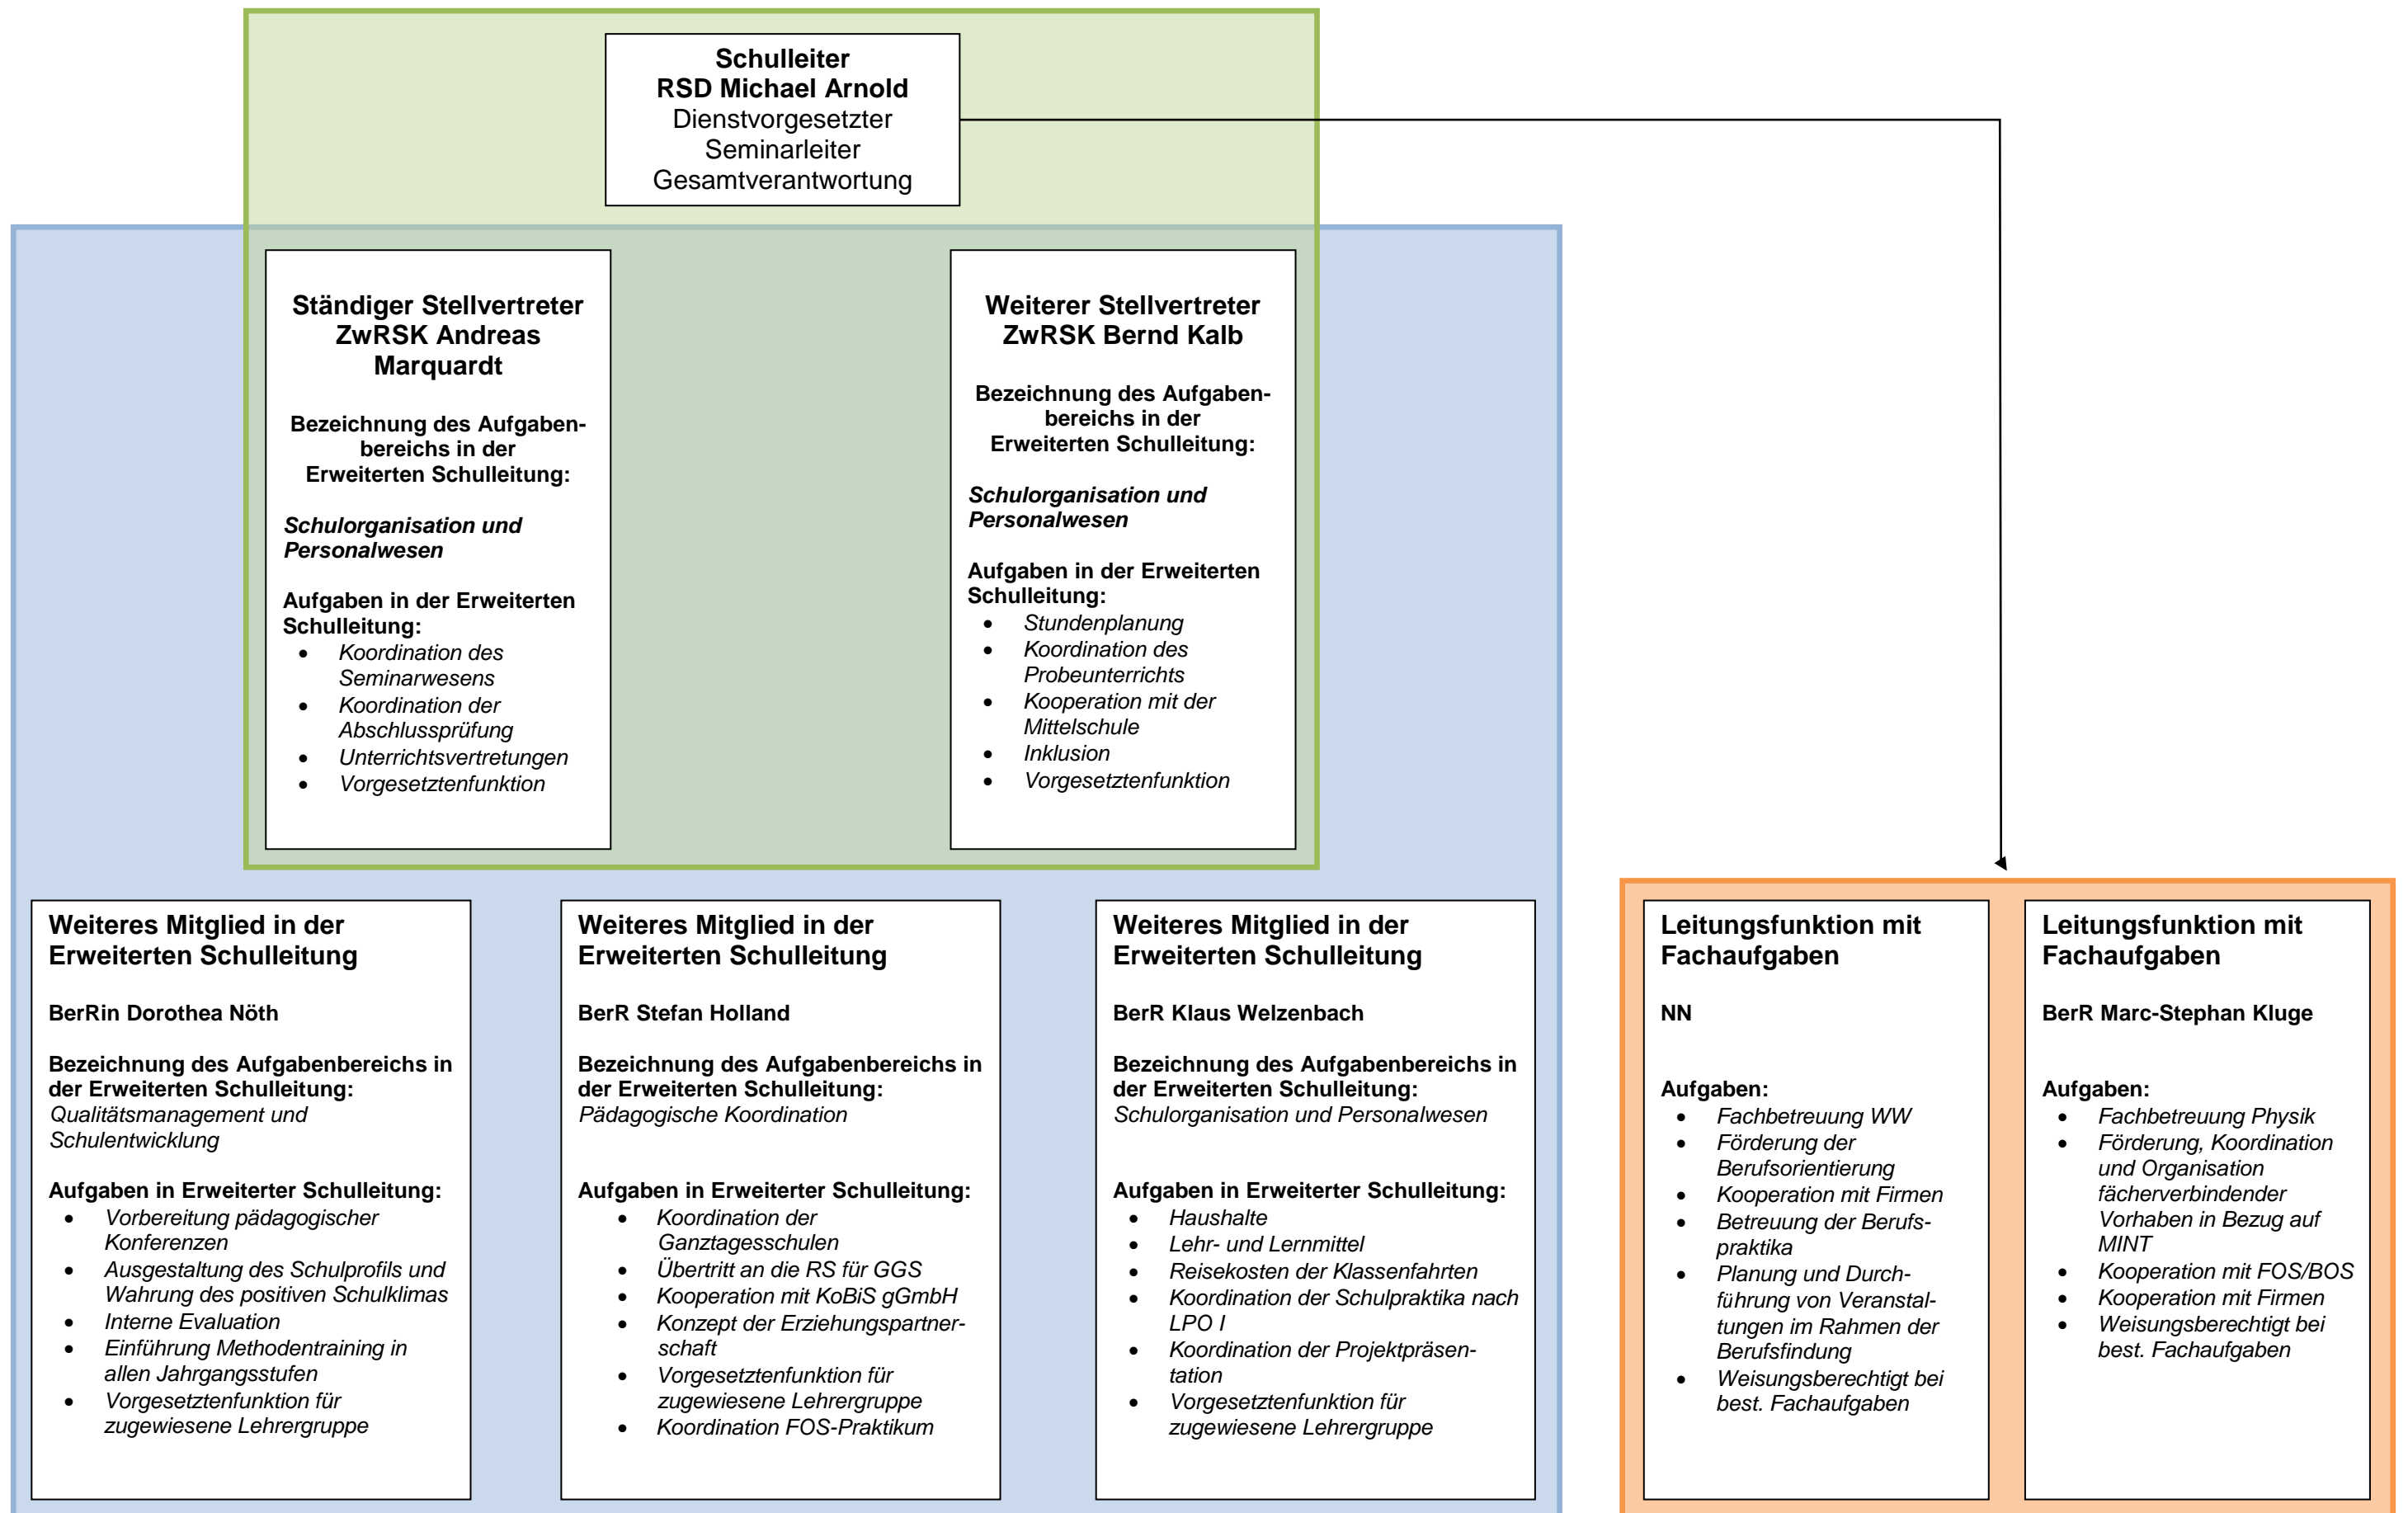 Schulleiter
RSD Michael Arnold
Dienstvorgesetzter
Seminarleiter
Gesamtverantwortung
Ständiger Stellvertreter
ZwRSK Andreas
Marquardt
Bezeichnung des Aufgaben-
bereichs in der
Erweiterten Schulleitung:
Schulorganisation und
Personalwesen
Aufgaben in der Erweiterten
Schulleitung:
• Koordination des
Seminarwesens
• Koordination der
Abschlussprüfung
• Unterrichtsvertretungen
• Vorgesetztenfunktion
Weiterer Stellvertreter
ZwRSK Bernd Kalb
Bezeichnung des Aufgaben-
bereichs in der
Erweiterten Schulleitung:
Schulorganisation und
Personalwesen
Aufgaben in der Erweiterten
Schulleitung:
• Stundenplanung
• Koordination des
Probeunterrichts
• Kooperation mit der
Mittelschule
• Inklusion
• Vorgesetztenfunktion
Weiteres Mitglied in der
Erweiterten Schulleitung
BerRin Dorothea Nöth
Bezeichnung des Aufgabenbereichs in
der Erweiterten Schulleitung:
Qualitätsmanagement und
Schulentwicklung
Aufgaben in Erweiterter Schulleitung:
• Vorbereitung pädagogischer
Konferenzen
• Ausgestaltung des Schulprofils und
Wahrung des positiven Schulklimas
• Interne Evaluation
• Einführung Methodentraining in
allen Jahrgangsstufen
• Vorgesetztenfunktion für
zugewiesene Lehrergruppe
Weiteres Mitglied in der
Erweiterten Schulleitung
BerR Stefan Holland
Bezeichnung des Aufgabenbereichs in
der Erweiterten Schulleitung:
Pädagogische Koordination
Aufgaben in Erweiterter Schulleitung:
• Koordination der
Ganztagesschulen
• Übertritt an die RS für GGS
• Kooperation mit KoBiS gGmbH
• Konzept der Erziehungspartner-
schaft
• Vorgesetztenfunktion für
zugewiesene Lehrergruppe
• Koordination FOS-Praktikum
Weiteres Mitglied in der
Erweiterten Schulleitung
BerR Klaus Welzenbach
Bezeichnung des Aufgabenbereichs in
der Erweiterten Schulleitung:
Schulorganisation und Personalwesen
Aufgaben in Erweiterter Schulleitung:
• Haushalte
• Lehr- und Lernmittel
• Reisekosten der Klassenfahrten
• Koordination der Schulpraktika nach
LPO I
• Koordination der Projektpräsen-
tation
• Vorgesetztenfunktion für
zugewiesene Lehrergruppe
Leitungsfunktion mit
Fachaufgaben
NN
Aufgaben:
• Fachbetreuung WW
• Förderung der
Berufsorientierung
• Kooperation mit Firmen
• Betreuung der Berufs-
praktika
• Planung und Durch-
führung von Veranstal-
tungen im Rahmen der
Berufsfindung
• Weisungsberechtigt bei
best. Fachaufgaben
Leitungsfunktion mit
Fachaufgaben
BerR Marc-Stephan Kluge
Aufgaben:
• Fachbetreuung Physik
• Förderung, Koordination
und Organisation
fächerverbindender
Vorhaben in Bezug auf
MINT
• Kooperation mit FOS/BOS
• Kooperation mit Firmen
• Weisungsberechtigt bei
best. Fachaufgaben